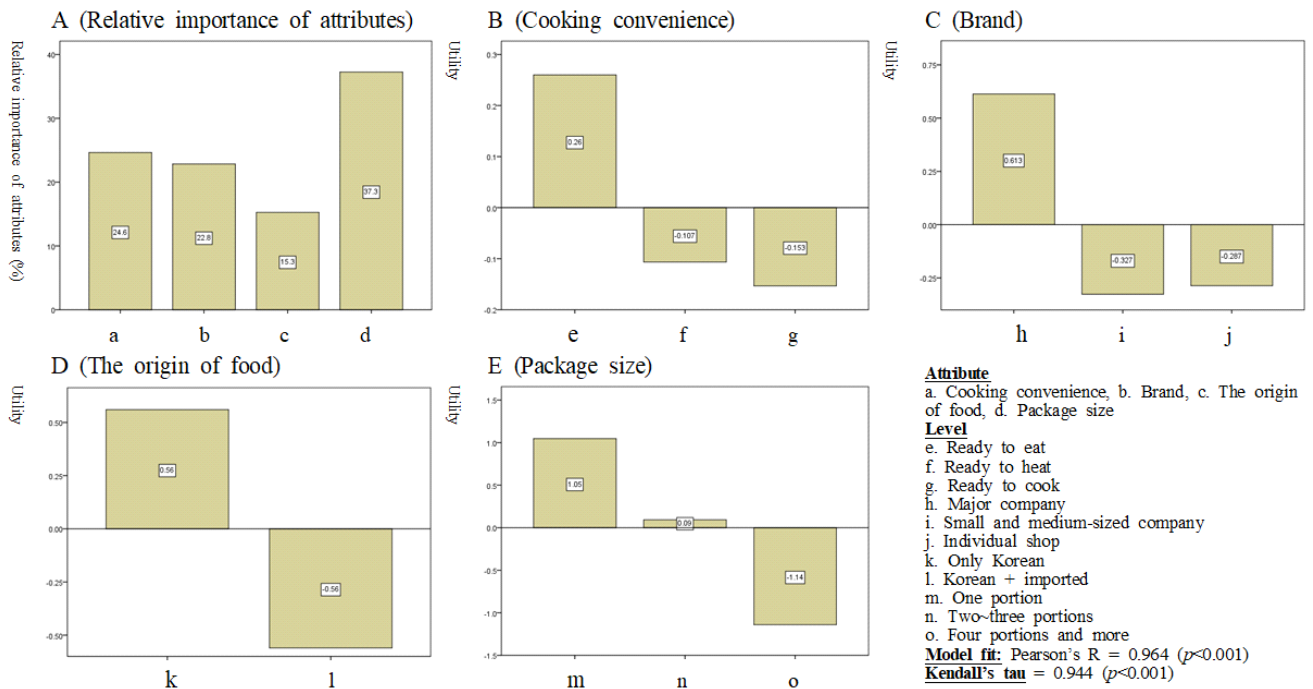 A (Relative importance of attributes)
Relative importance of attributes (%)
40
30
20
10
0
24.6
22.8
15.3
37.3
a b c d
B (Cooking convenience)
Utility
0.3
0.2
0.1
0.0
-0.1
-0.2
0.26
-0.107
-0.153
e f g
C (Brand)
Utility
0.75
0.50
0.25
0.00
-0.25
0.613
-0.327
-0.287
h i j
D (The origin of food)
Utility
0.50
0.25
0.00
-0.25
-0.50
0.56
-0.56
k l
E (Package size)
Utility
1.5
1.0
0.5
0.0
-0.5
-1.0
-1.5
1.05
0.09
-1.14
m n o
Attribute
a. Cooking convenience, b. Brand, c. The origin
of food, d. Package size
Level
e. Ready to eat
f. Ready to heat
g. Ready to cook
h. Major company
i. Small and medium-sized company
j. Individual shop
k. Only Korean
l. Korean + imported
m. One portion
n. Two~three portions
o. Four portions and more
Model fit: Pearson's R = 0.964 (p<0.001)
Kendall's tau = 0.944 (p<0.001)